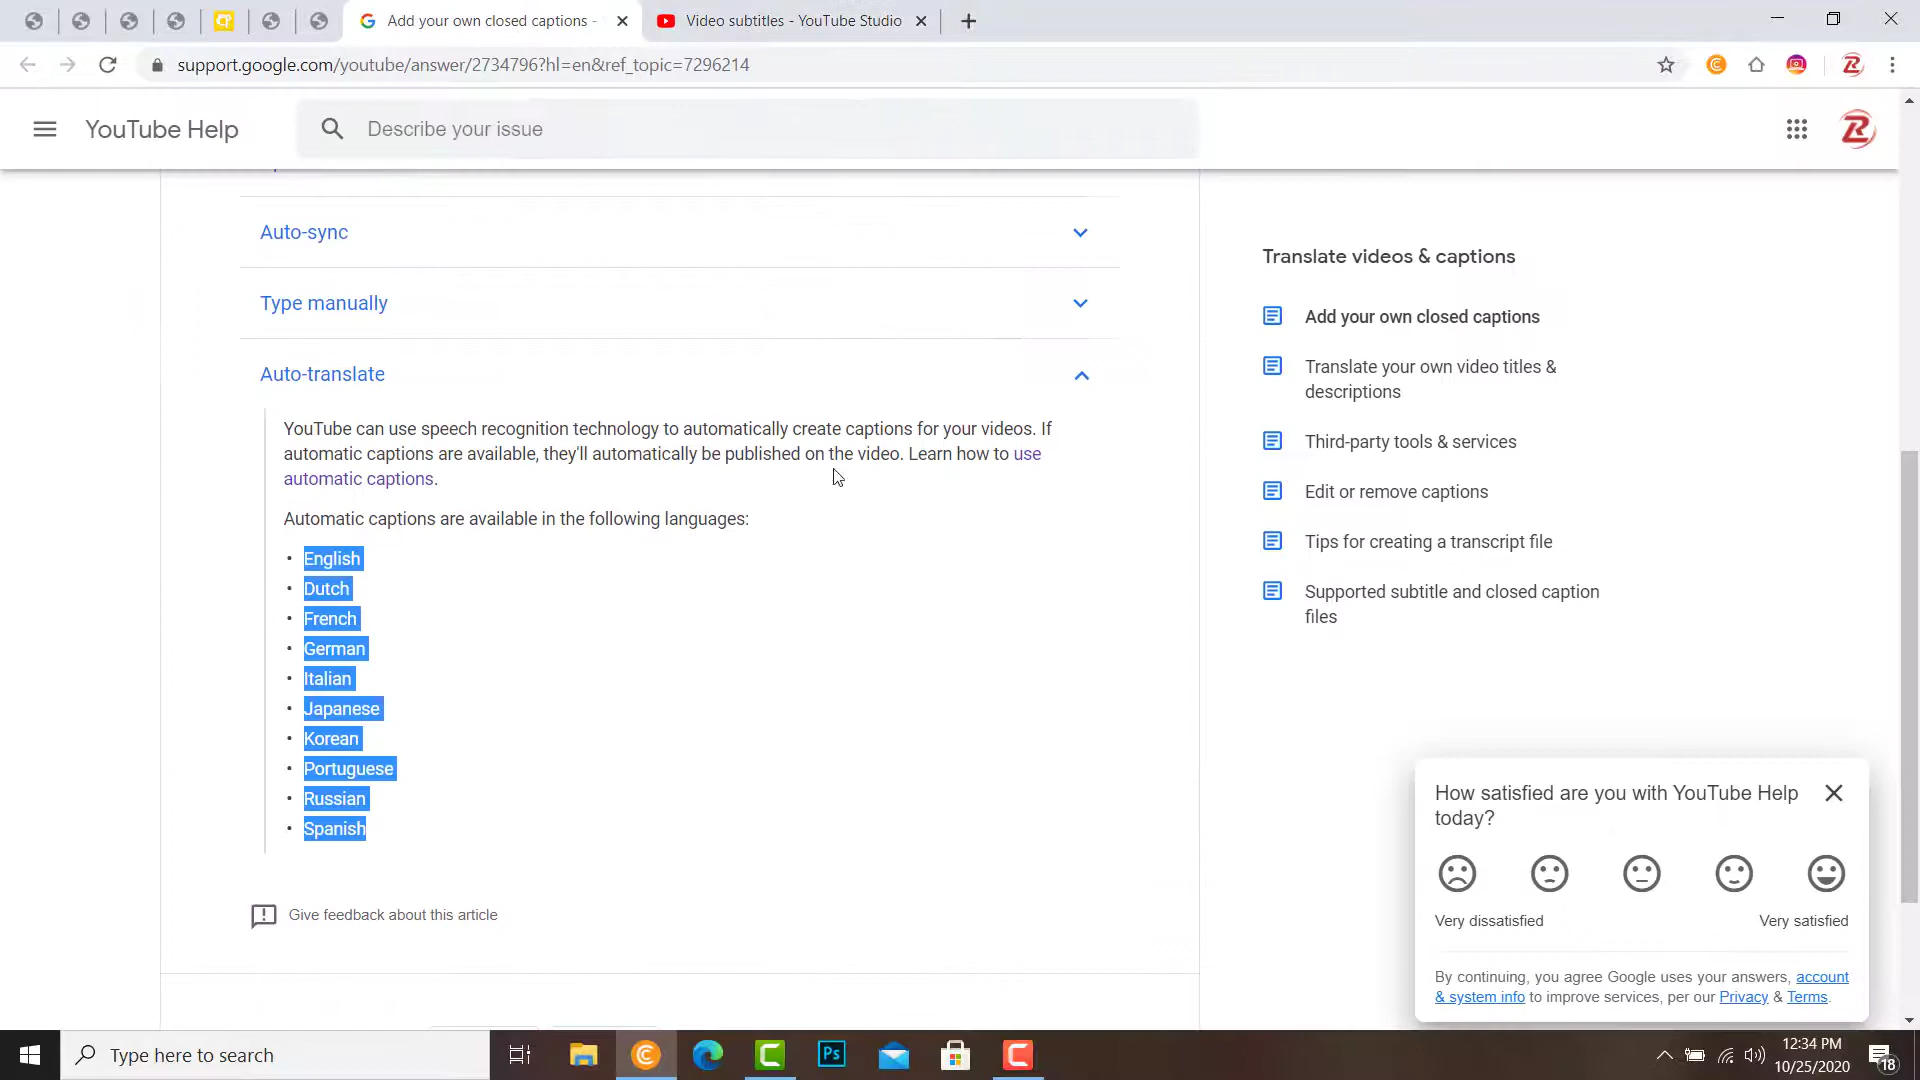 Add your own closed captions -
Video subtitles - YouTube Studio
support.google.com/youtube/answer/2734796?hl=en&ref_topic=7296214
YouTube Help
Describe your issue
Auto-sync
Type manually
Auto-translate
YouTube can use speech recognition technology to automatically create captions for your videos. If
automatic captions are available, they'll automatically be published on the video. Learn how to use
automatic captions.
Automatic captions are available in the following languages:
• English
• Dutch
• French
• German
• Italian
• Japanese
• Korean
• Portuguese
• Russian
• Spanish
Give feedback about this article
Translate videos & captions
Add your own closed captions
Translate your own video titles &
descriptions
Third-party tools & services
Edit or remove captions
Tips for creating a transcript file
Supported subtitle and closed caption
files
How satisfied are you with YouTube Help
today?
Very dissatisfied
Very satisfied
By continuing, you agree Google uses your answers, account
& system info to improve services, per our Privacy & Terms.
Type here to search
Ps
12:34 PM
10/25/2020
18